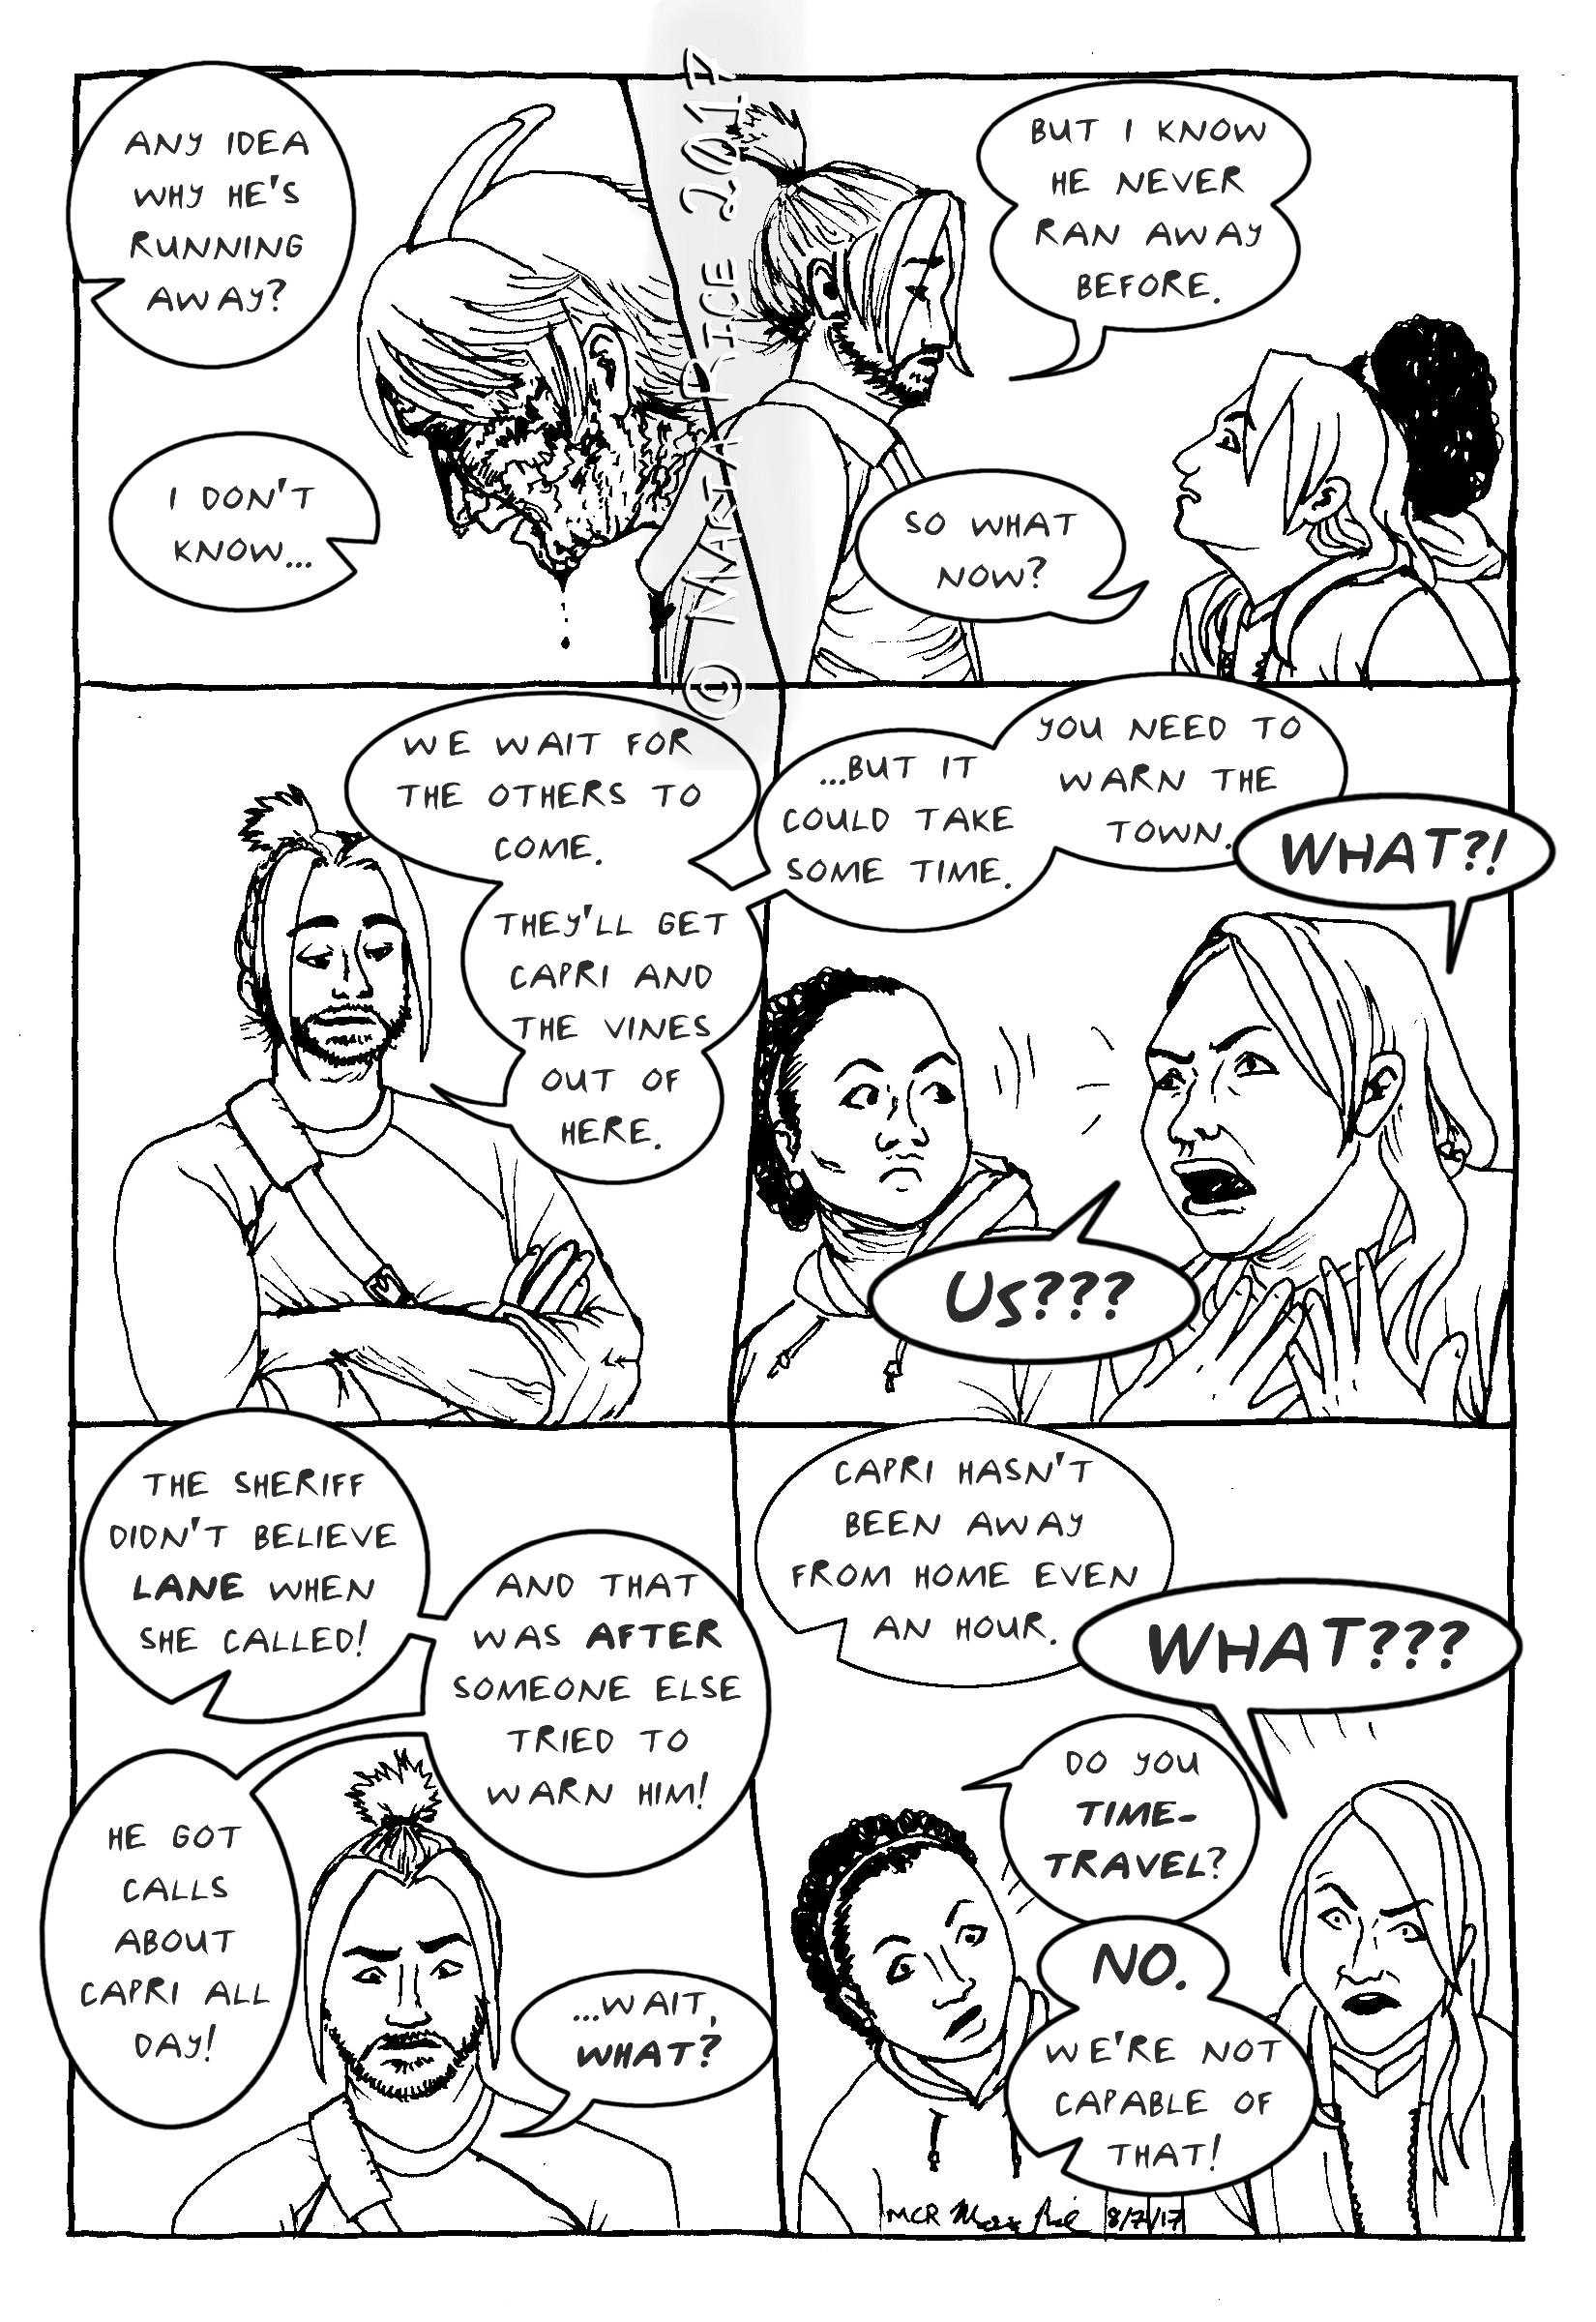 ANY IDEA
WHY HE'S
RUNNING
AWAY?
I DON'T
KNOW...
BUT I KNOW
HE NEVER
RAN AWAY
BEFORE.
SO WHAT
NOW?
© MARTA RICE 2017
WE WAIT FOR
THE OTHERS TO
COME.
THEY'LL GET
CAPRI AND
THE VINES
OUT OF
HERE.
...BUT IT
COULD TAKE
SOME TIME.
YOU NEED TO
WARN THE
TOWN.
WHAT?!
US???
THE SHERIFF
DIDN'T BELIEVE
LANE WHEN
SHE CALLED!
AND THAT
WAS AFTER
SOMEONE ELSE
TRIED TO
WARN HIM!
HE GOT
CALLS
ABOUT
CAPRI ALL
DAY!
...WAIT,
WHAT?
CAPRI HASN'T
BEEN AWAY
FROM HOME EVEN
AN HOUR.
WHAT???
DO YOU
TIME-
TRAVEL?
NO.
WE'RE NOT
CAPABLE OF
THAT!
MCR 8/7/17